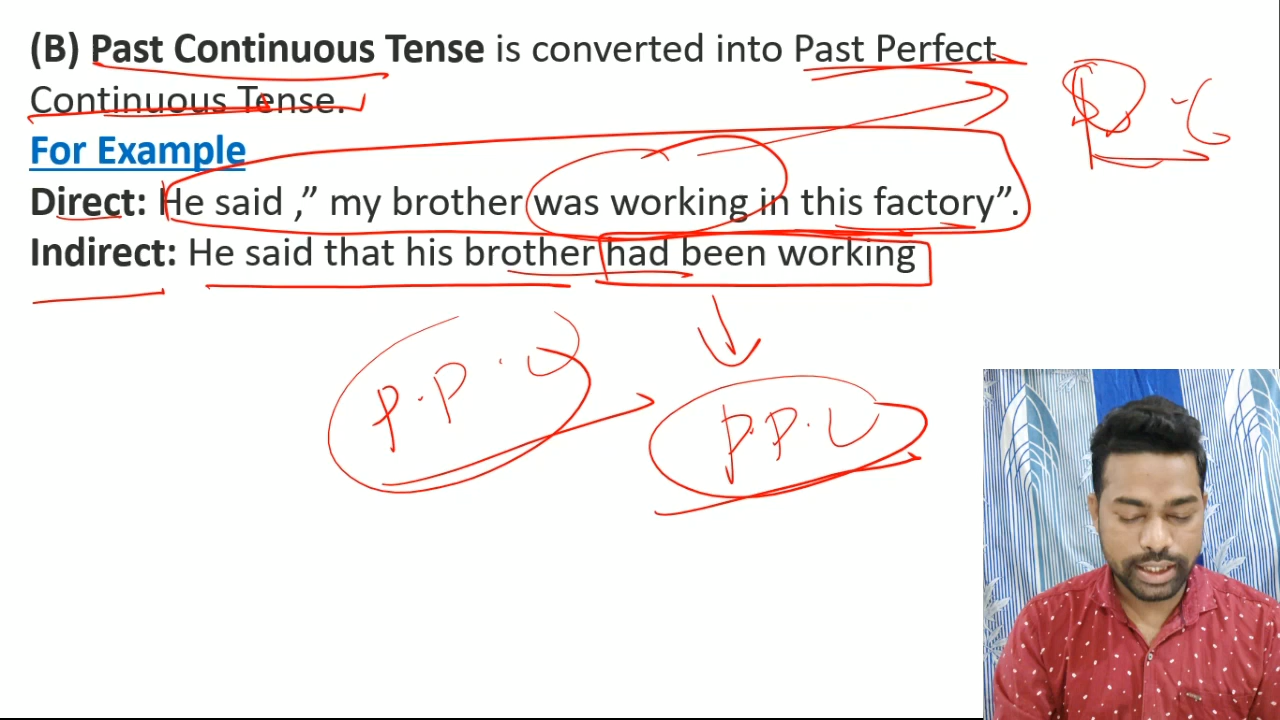 (B) Past Continuous Tense is converted into Past Perfect
Continuous Tense.
For Example
Direct: He said ,” my brother was working in this factory”.
Indirect: He said that his brother had been working
P.P.C
P.P.C